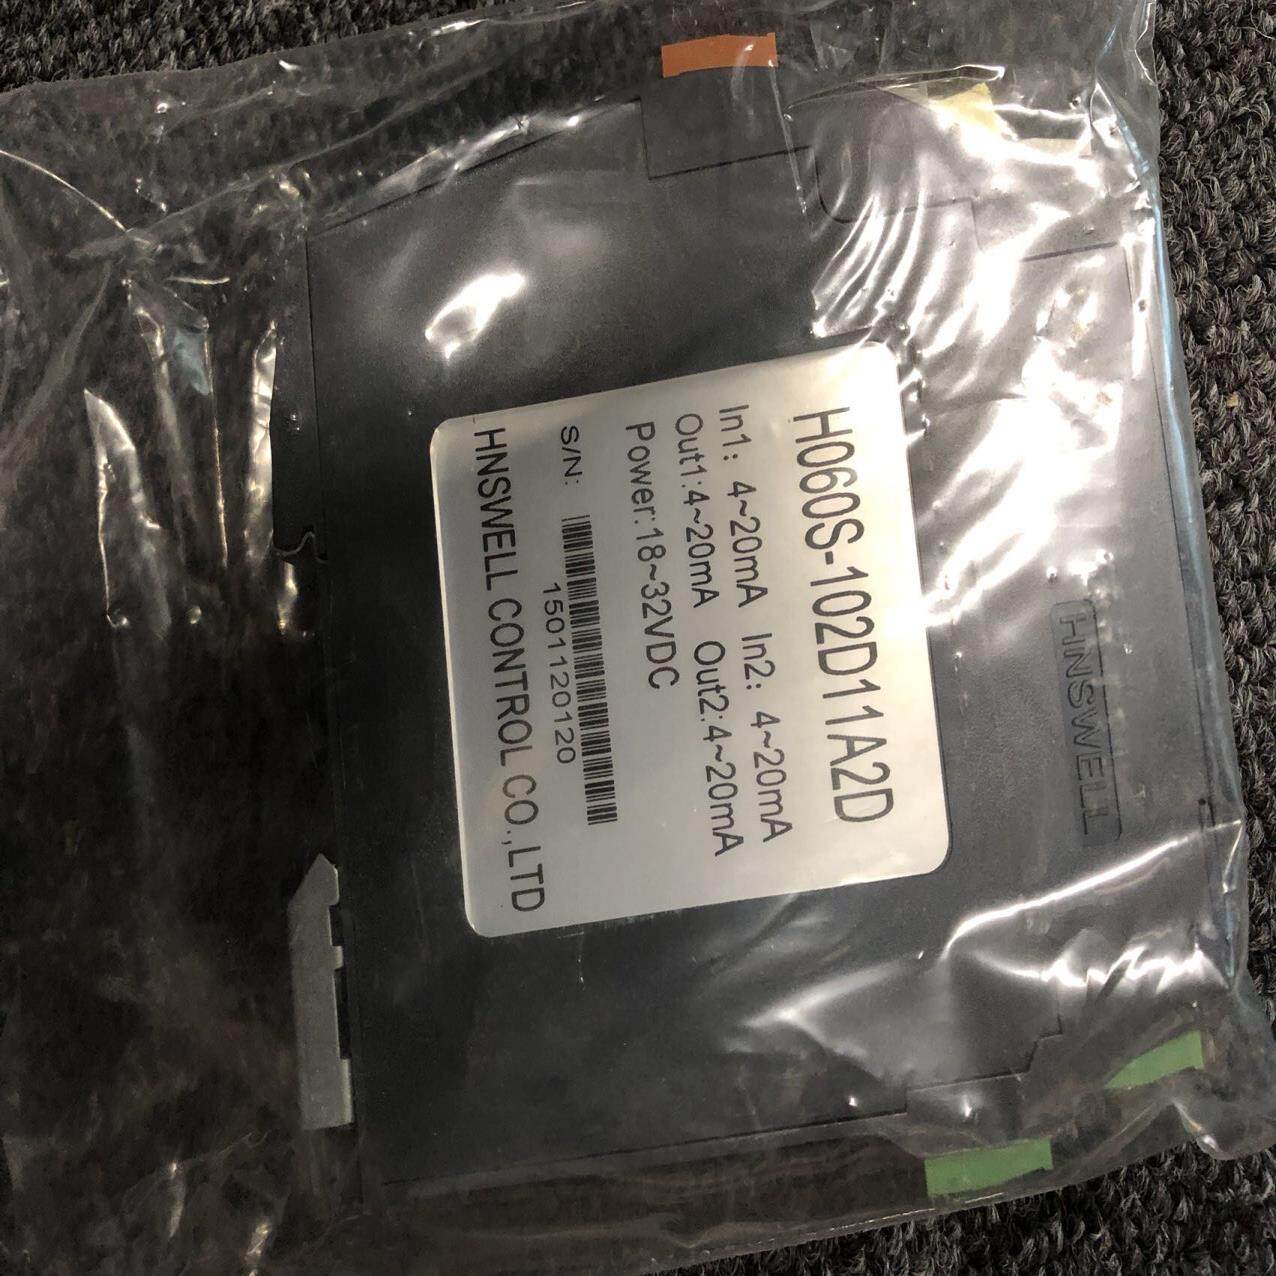 H060S-102D11A2D
In1: 4~20mA In2: 4~20mA
Out1:4~20mA Out2:4~20mA
Power:18~32VDC
S/N:
1501120120
HNSWELL CONTROL CO.,LTD
HNSWELL